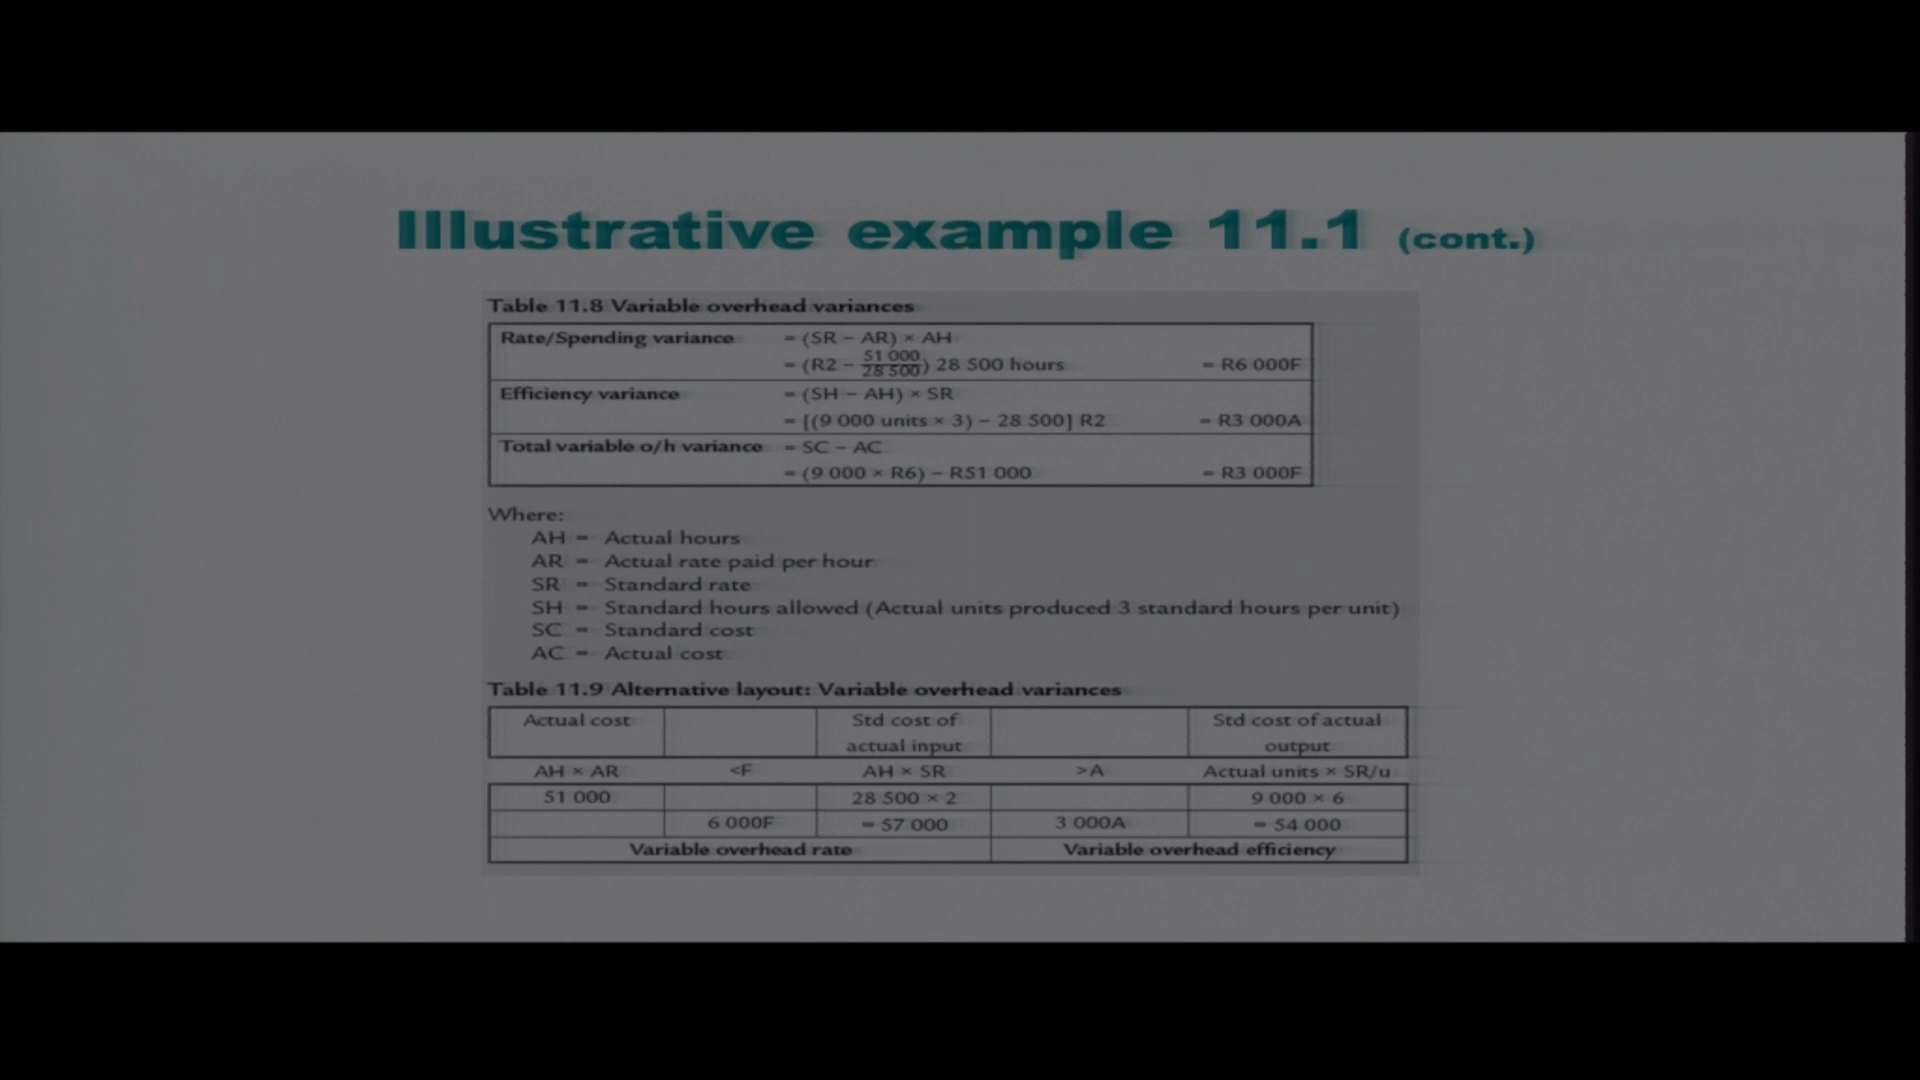 Illustrative example 11.1 (cont.)
Table 11.8 Variable overhead variances
Rate/Spending variance = (SR − AR) × AH
= (R2 − 51 000/28 500) 28 500 hours = R6 000F
Efficiency variance = (SH − AH) × SR
= [(9 000 units × 3) − 28 500] R2 = R3 000A
Total variable o/h variance = SC − AC
= (9 000 × R6) − R51 000 = R3 000F
Where:
AH = Actual hours
AR = Actual rate paid per hour
SR = Standard rate
SH = Standard hours allowed (Actual units produced 3 standard hours per unit)
SC = Standard cost
AC = Actual cost
Table 11.9 Alternative layout: Variable overhead variances
Actual cost Std cost of Std cost of actual
actual input output
AH × AR <F AH × SR >A Actual units × SR/u
51 000 28 500 × 2 9 000 × 6
6 000F = 57 000 3 000A = 54 000
Variable overhead rate Variable overhead efficiency